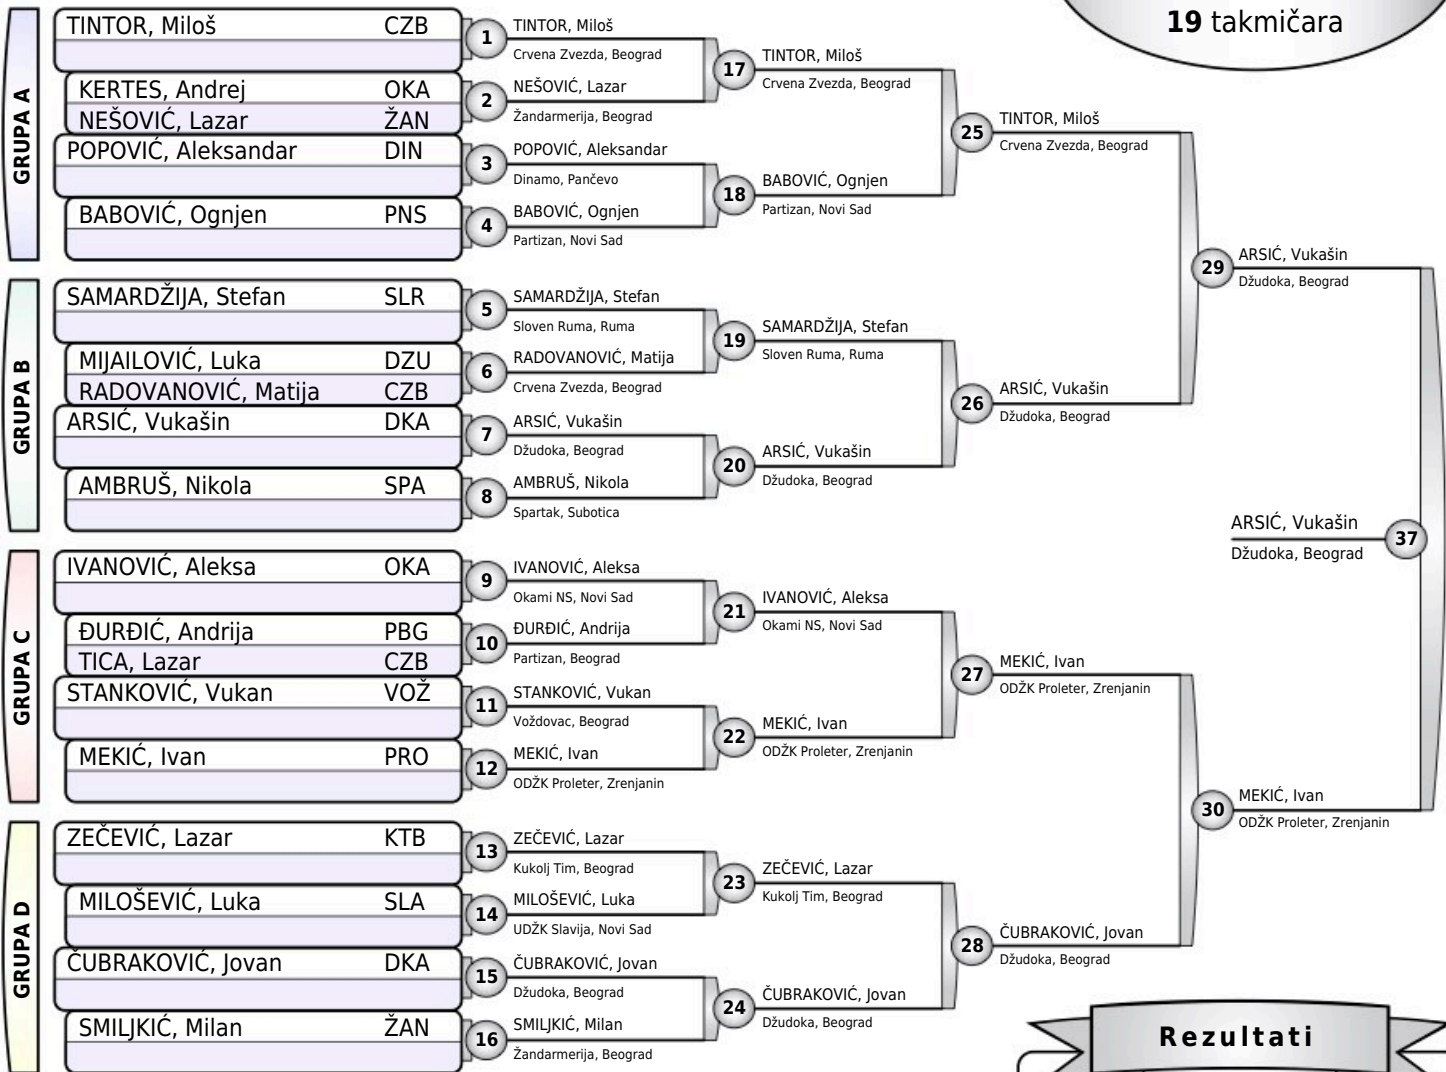 19 takmičara
GRUPA A
TINTOR, Miloš CZB
KERTES, Andrej OKA
NEŠOVIĆ, Lazar ŽAN
POPOVIĆ, Aleksandar DIN
BABOVIĆ, Ognjen PNS
1
TINTOR, Miloš
Crvena Zvezda, Beograd
2
NEŠOVIĆ, Lazar
Žandarmerija, Beograd
3
POPOVIĆ, Aleksandar
Dinamo, Pančevo
4
BABOVIĆ, Ognjen
Partizan, Novi Sad
17
TINTOR, Miloš
Crvena Zvezda, Beograd
18
BABOVIĆ, Ognjen
Partizan, Novi Sad
25
TINTOR, Miloš
Crvena Zvezda, Beograd
GRUPA B
SAMARDŽIJA, Stefan SLR
MIJAILOVIĆ, Luka DZU
RADOVANOVIĆ, Matija CZB
ARSIĆ, Vukašin DKA
AMBRUŠ, Nikola SPA
5
SAMARDŽIJA, Stefan
Sloven Ruma, Ruma
6
RADOVANOVIĆ, Matija
Crvena Zvezda, Beograd
7
ARSIĆ, Vukašin
Džudoka, Beograd
8
AMBRUŠ, Nikola
Spartak, Subotica
19
SAMARDŽIJA, Stefan
Sloven Ruma, Ruma
20
ARSIĆ, Vukašin
Džudoka, Beograd
26
ARSIĆ, Vukašin
Džudoka, Beograd
29
ARSIĆ, Vukašin
Džudoka, Beograd
GRUPA C
IVANOVIĆ, Aleksa OKA
ĐURĐIĆ, Andrija PBG
TICA, Lazar CZB
STANKOVIĆ, Vukan VOŽ
MEKIĆ, Ivan PRO
9
IVANOVIĆ, Aleksa
Okami NS, Novi Sad
10
ĐURĐIĆ, Andrija
Partizan, Beograd
11
STANKOVIĆ, Vukan
Voždovac, Beograd
12
MEKIĆ, Ivan
ODŽK Proleter, Zrenjanin
21
IVANOVIĆ, Aleksa
Okami NS, Novi Sad
22
MEKIĆ, Ivan
ODŽK Proleter, Zrenjanin
27
MEKIĆ, Ivan
ODŽK Proleter, Zrenjanin
GRUPA D
ZEČEVIĆ, Lazar KTB
MILOŠEVIĆ, Luka SLA
ČUBRAKOVIĆ, Jovan DKA
SMILJKIĆ, Milan ŽAN
13
ZEČEVIĆ, Lazar
Kukolj Tim, Beograd
14
MILOŠEVIĆ, Luka
UDŽK Slavija, Novi Sad
15
ČUBRAKOVIĆ, Jovan
Džudoka, Beograd
16
SMILJKIĆ, Milan
Žandarmerija, Beograd
23
ZEČEVIĆ, Lazar
Kukolj Tim, Beograd
24
ČUBRAKOVIĆ, Jovan
Džudoka, Beograd
28
ČUBRAKOVIĆ, Jovan
Džudoka, Beograd
30
MEKIĆ, Ivan
ODŽK Proleter, Zrenjanin
ARSIĆ, Vukašin
Džudoka, Beograd
37
Rezultati